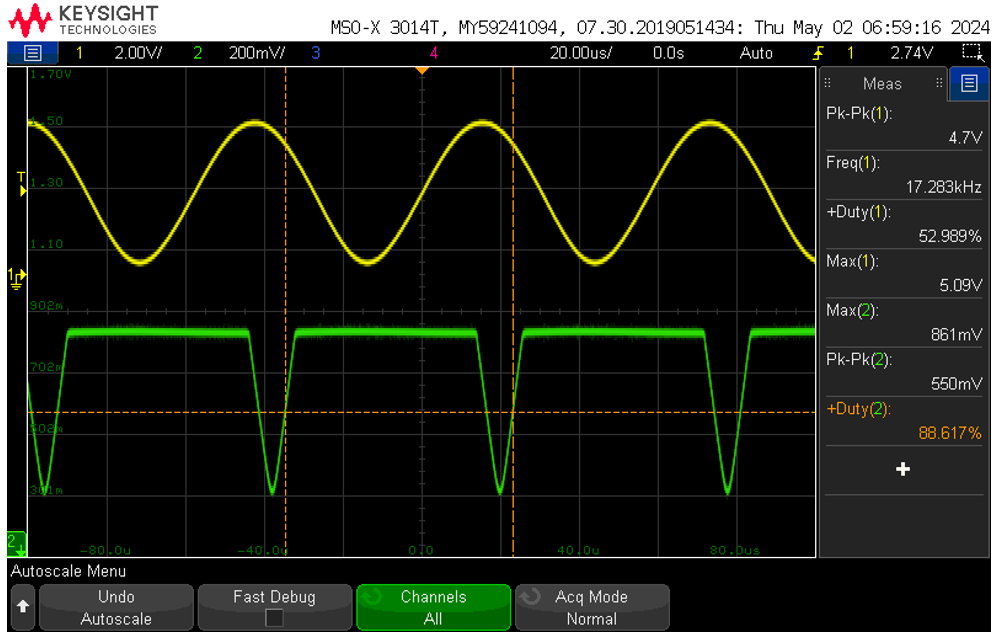 KEYSIGHT
TECHNOLOGIES
MSO-X 3014T, MY59241094, 07.30.2019051434: Thu May 02 06:59:16 2024
1 2.00V/ 2 200mV/ 3 4 20.00us/ 0.0s Auto 1 2.74V
1.70V
1.50
1.30
1.10
902m
702m
502m
301m
T
1
2
-80.0u -40.0u 0.0 40.0u 80.0us
Meas
Pk-Pk(1):
4.7V
Freq(1):
17.283kHz
+Duty(1):
52.989%
Max(1):
5.09V
Max(2):
861mV
Pk-Pk(2):
550mV
+Duty(2):
88.617%
Autoscale Menu
Undo
Autoscale
Fast Debug
Channels
All
Acq Mode
Normal